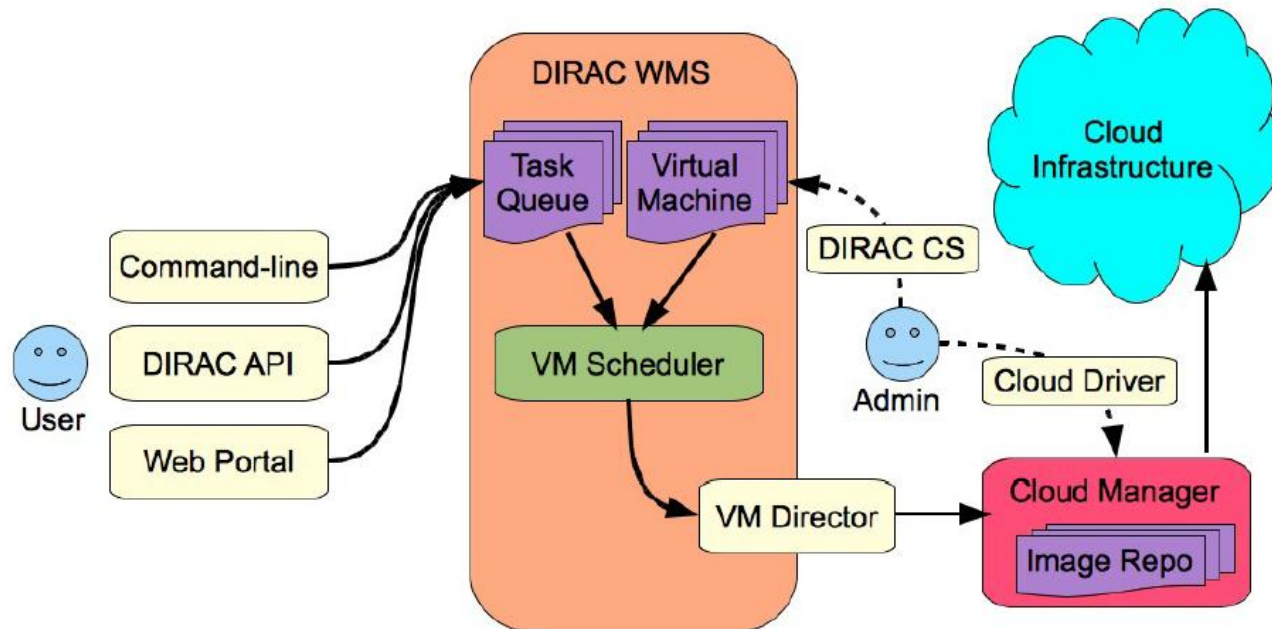 DIRAC WMS
Task
Queue
Virtual
Machine
Cloud
Infrastructure
Command-line
DIRAC CS
DIRAC API
VM Scheduler
User
Admin
Cloud Driver
Web Portal
VM Director
Cloud Manager
Image Repo